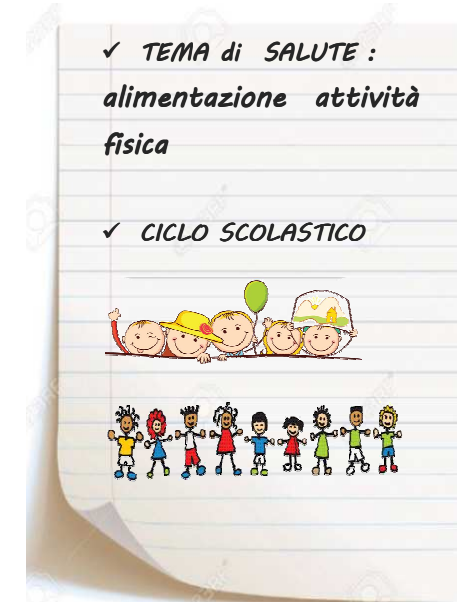 ✓ TEMA di SALUTE :
alimentazione attività
fisica
✓ CICLO SCOLASTICO